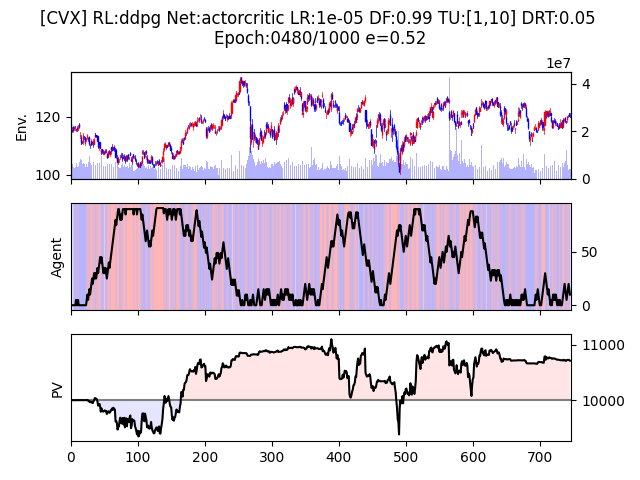 [CVX] RL:ddpg Net:actorcritic LR:1e-05 DF:0.99 TU:[1,10] DRT:0.05
Epoch:0480/1000 e=0.52
1e7
Env.
120
100
4
2
0
Agent
50
0
PV
11000
10000
0 100 200 300 400 500 600 700